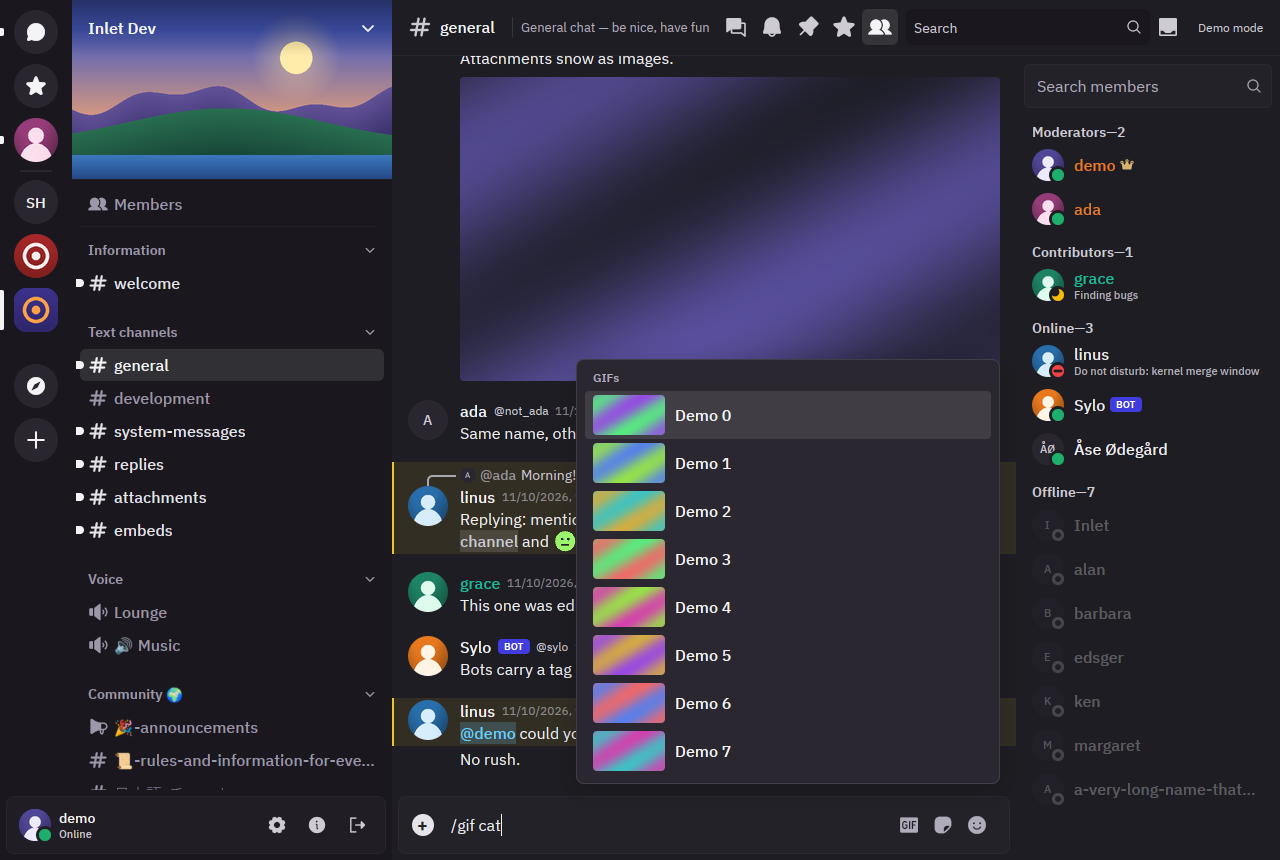 Inlet Dev
SH
Members
Information
welcome
Text channels
general
development
system-messages
replies
attachments
embeds
Voice
Lounge
🔊 Music
Community 🌍
🎉-announcements
📜-rules-and-information-for-eve...
demo
Online
general
General chat — be nice, have fun
Search
Demo mode
Attachments show as images.
A
ada @not_ada 11/
Same name, oth
A @ada Morning!
linus 11/10/2026,
Replying: mentic
channel and
grace 11/10/2026,
This one was ed
Sylo BOT @sylo
Bots carry a tag
linus 11/10/2026,
@demo could yo
No rush.
GIFs
Demo 0
Demo 1
Demo 2
Demo 3
Demo 4
Demo 5
Demo 6
Demo 7
/gif cat
GIF
Search members
Moderators—2
demo
ada
Contributors—1
grace
Finding bugs
Online—3
linus
Do not disturb: kernel merge window
Sylo BOT
ÅØ
Åse Ødegård
Offline—7
I
Inlet
A
alan
B
barbara
E
edsger
K
ken
M
margaret
A
a-very-long-name-that...